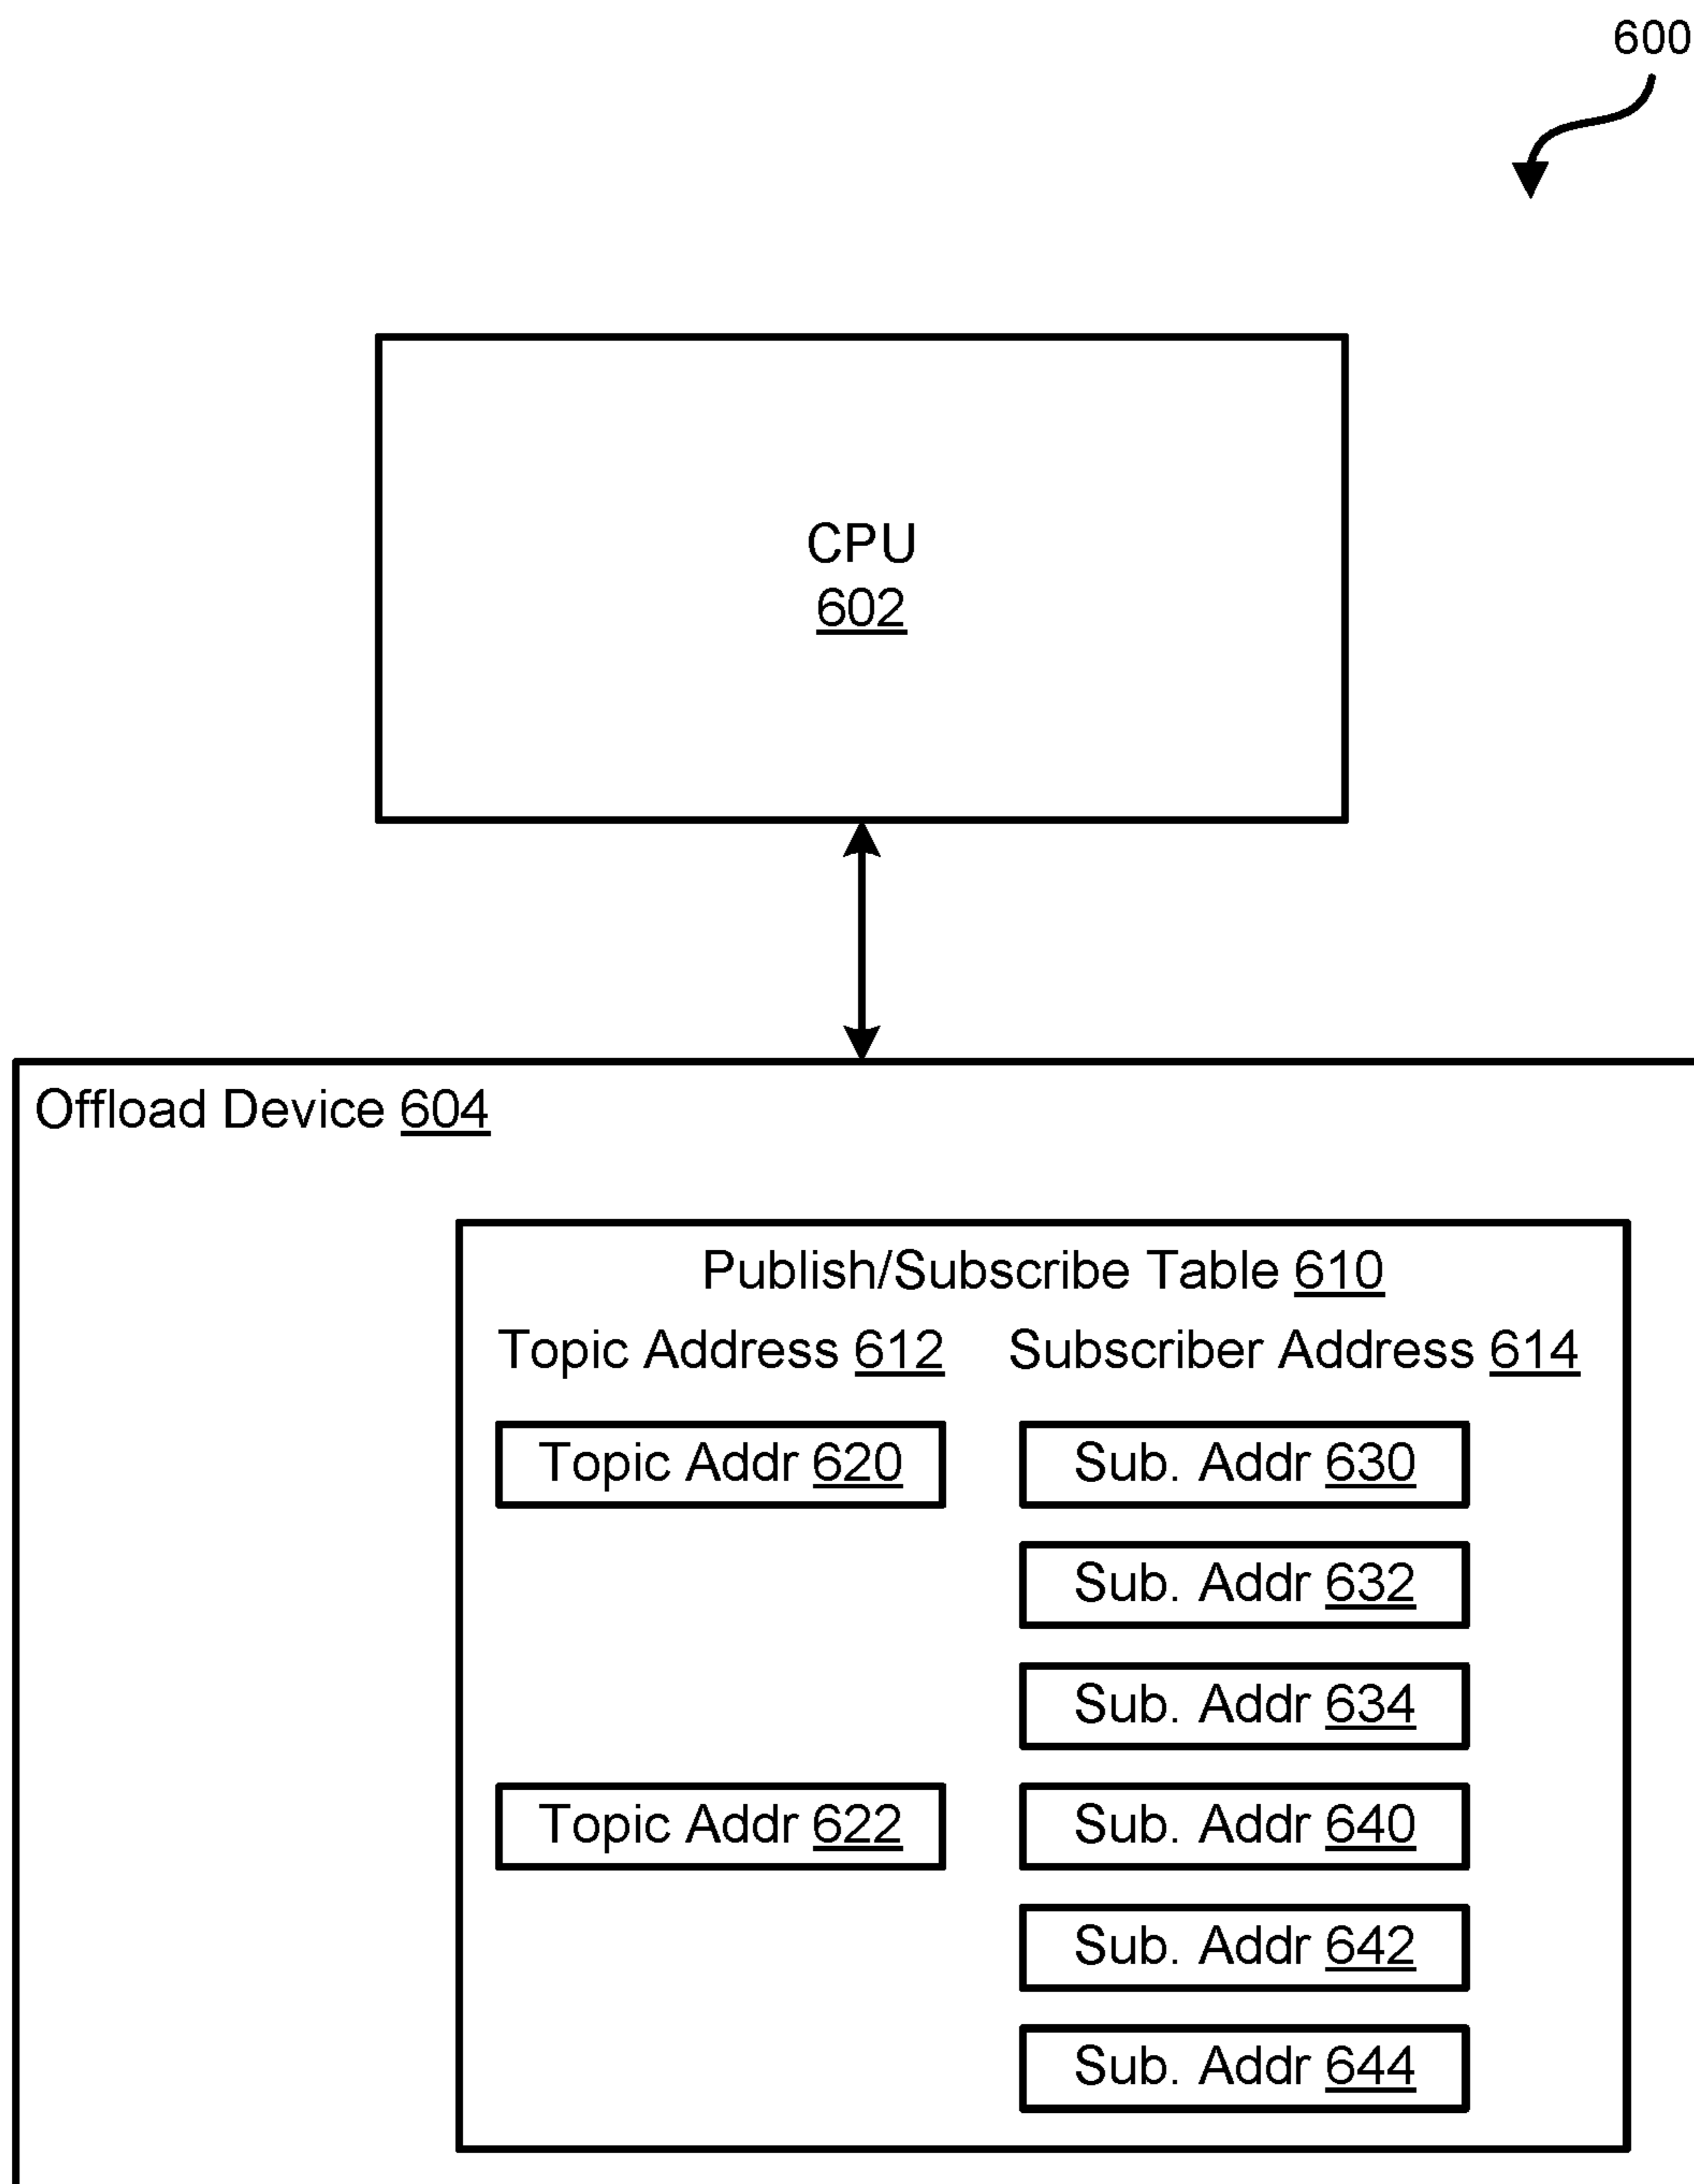 600
CPU
602
Offload Device 604
Publish/Subscribe Table 610
Topic Address 612 Subscriber Address 614
Topic Addr 620 Sub. Addr 630
Sub. Addr 632
Sub. Addr 634
Topic Addr 622 Sub. Addr 640
Sub. Addr 642
Sub. Addr 644